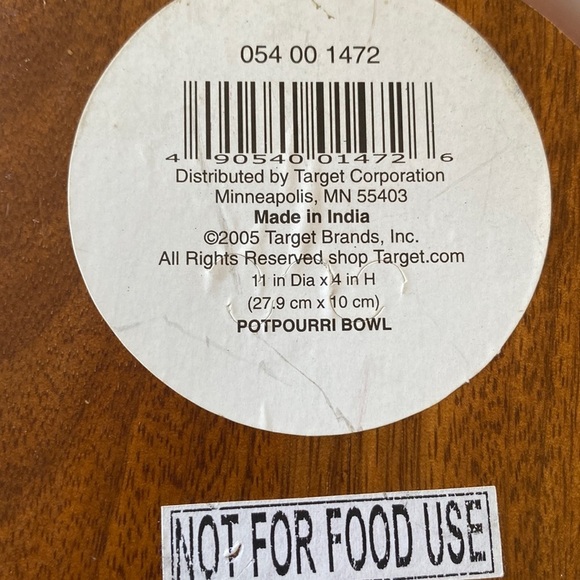 054 00 1472
4 90540 01472 6
Distributed by Target Corporation
Minneapolis, MN 55403
Made in India
©2005 Target Brands, Inc.
All Rights Reserved shop Target.com
11 in Dia x 4 in H
(27.9 cm x 10 cm)
POTPOURRI BOWL
NOT FOR FOOD USE